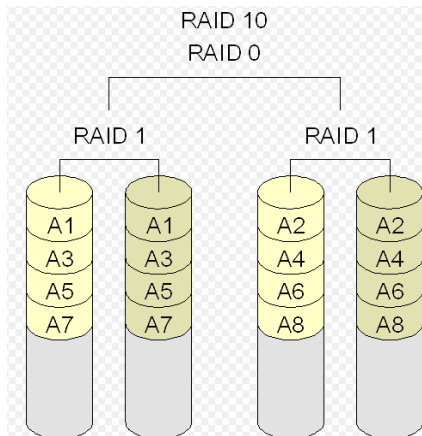 RAID 10
RAID 0
RAID 1 RAID 1
A1 A1 A2 A2
A3 A3 A4 A4
A5 A5 A6 A6
A7 A7 A8 A8